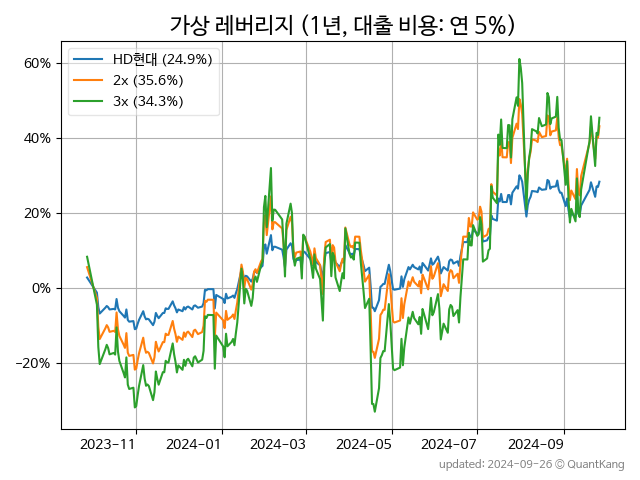 가상 레버리지 (1년, 대출 비용: 연 5%)
HD현대 (24.9%)
2x (35.6%)
3x (34.3%)
60%
40%
20%
0%
−20%
2023-11 2024-01 2024-03 2024-05 2024-07 2024-09
updated: 2024-09-26 © QuantKang